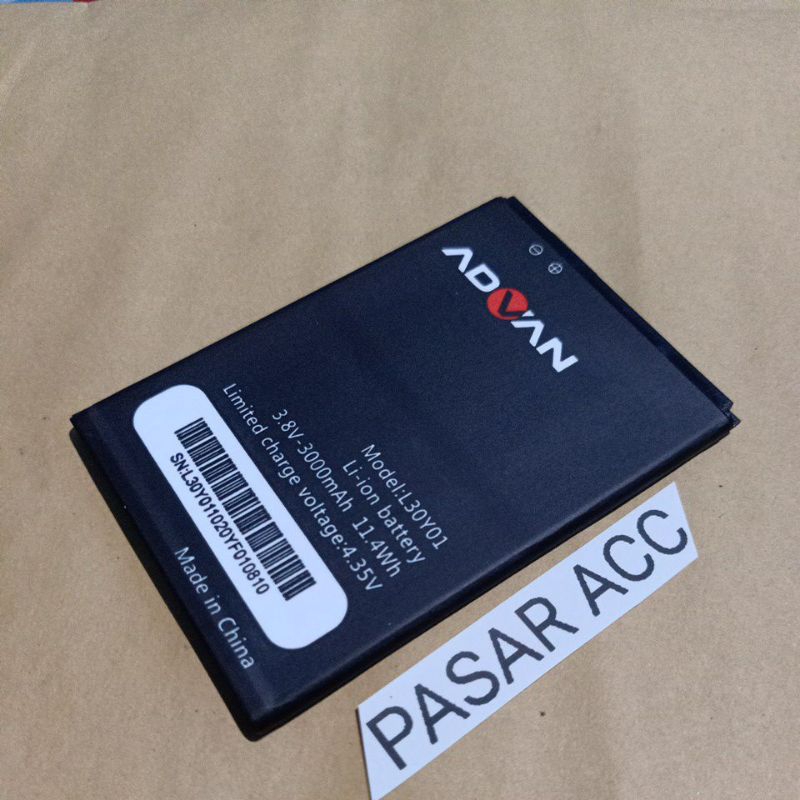 ADVAN
Model:L30Y01
Li-ion battery
3.8V-3000mAh 11.4Wh
Limited charge voltage:4.35V
SN:L30Y011020YF010810
Made in China
PASAR ACC